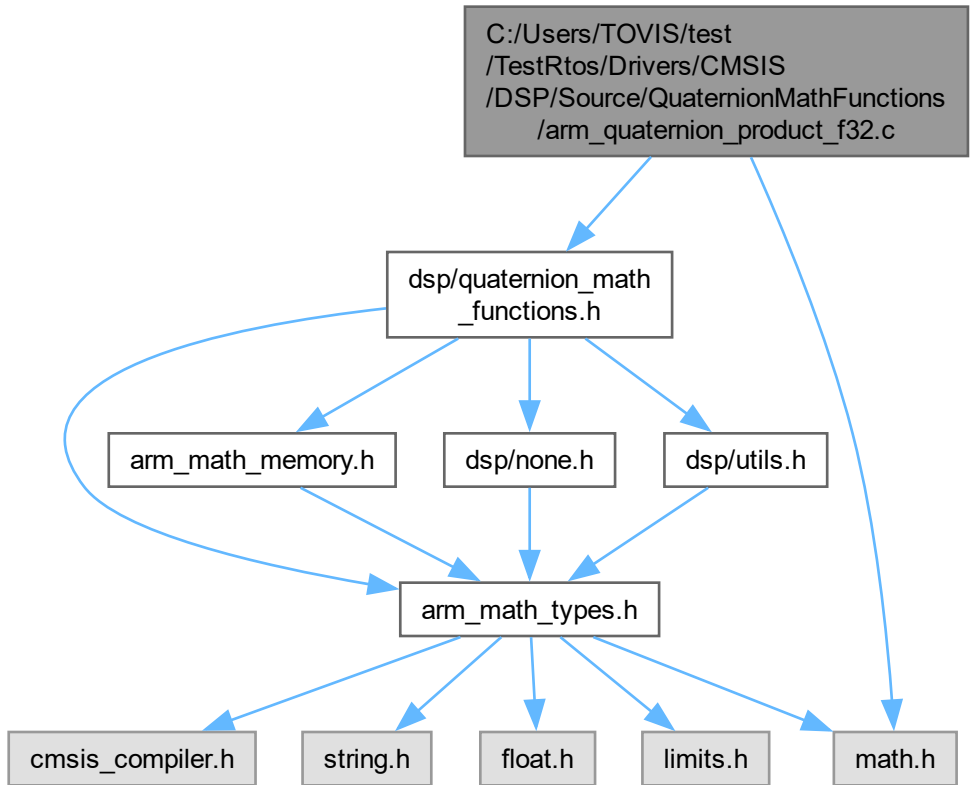 C:/Users/TOVIS/test
/TestRtos/Drivers/CMSIS
/DSP/Source/QuaternionMathFunctions
/arm_quaternion_product_f32.c
dsp/quaternion_math
_functions.h
arm_math_memory.h
dsp/none.h
dsp/utils.h
arm_math_types.h
cmsis_compiler.h
string.h
float.h
limits.h
math.h